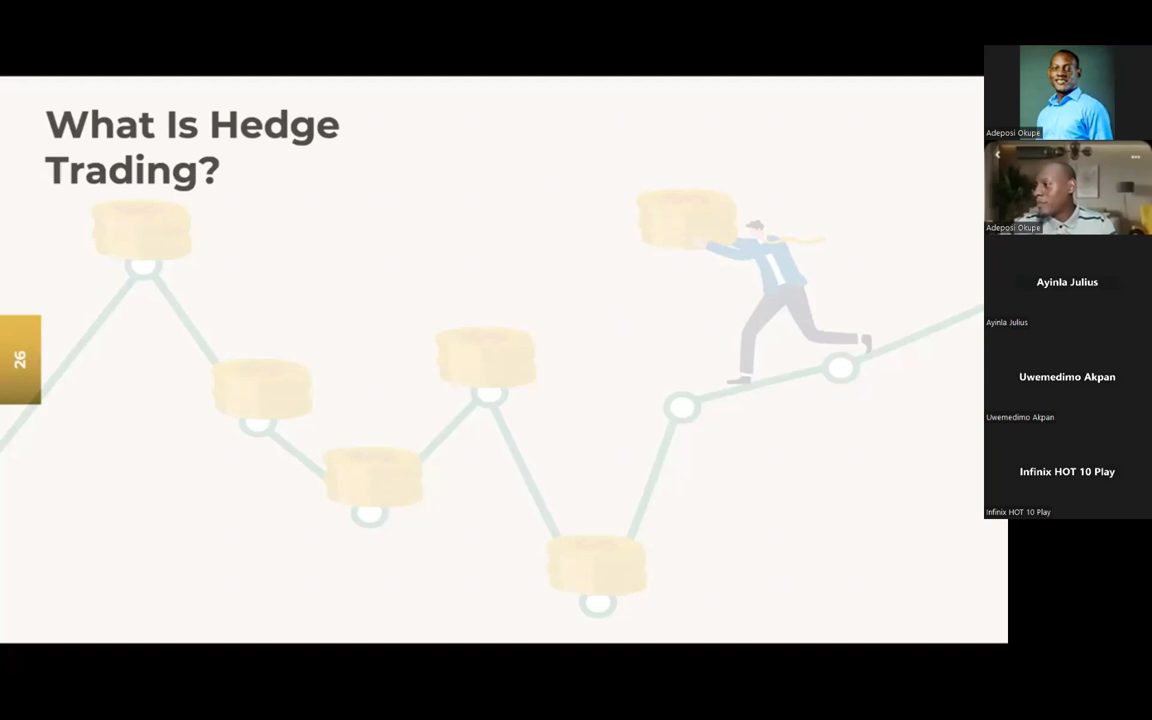 What Is Hedge
Trading?
26
Adeposi Okupe
Adeposi Okupe
Ayinla Julius
Ayinla Julius
Uwemedimo Akpan
Uwemedimo Akpan
Infinix HOT 10 Play
Infinix HOT 10 Play